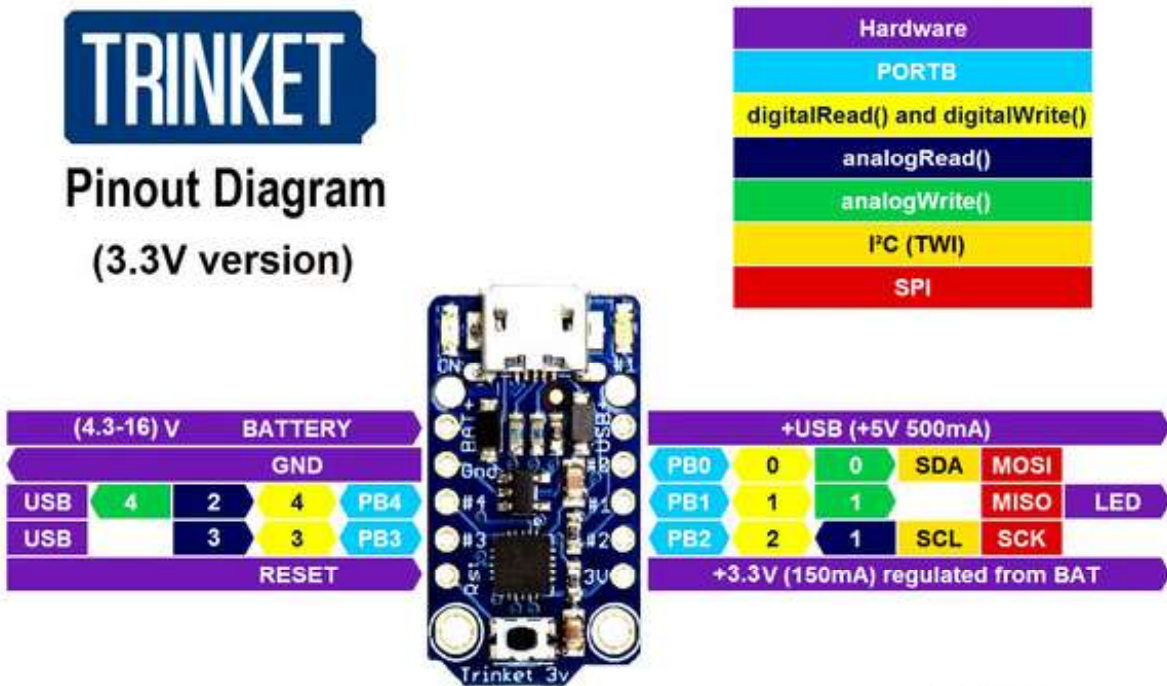 TRINKET
Pinout Diagram
(3.3V version)
Hardware
PORTB
digitalRead() and digitalWrite()
analogRead()
analogWrite()
I²C (TWI)
SPI
ON #1
BAT+ USB+
Gnd #0
#4 #1
#3 #2
Rst 3V
Trinket 3v
(4.3-16) V BATTERY
GND
USB 4 2 4 PB4
USB 3 3 PB3
RESET
+USB (+5V 500mA)
PB0 0 0 SDA MOSI
PB1 1 1 MISO LED
PB2 2 1 SCL SCK
+3.3V (150mA) regulated from BAT